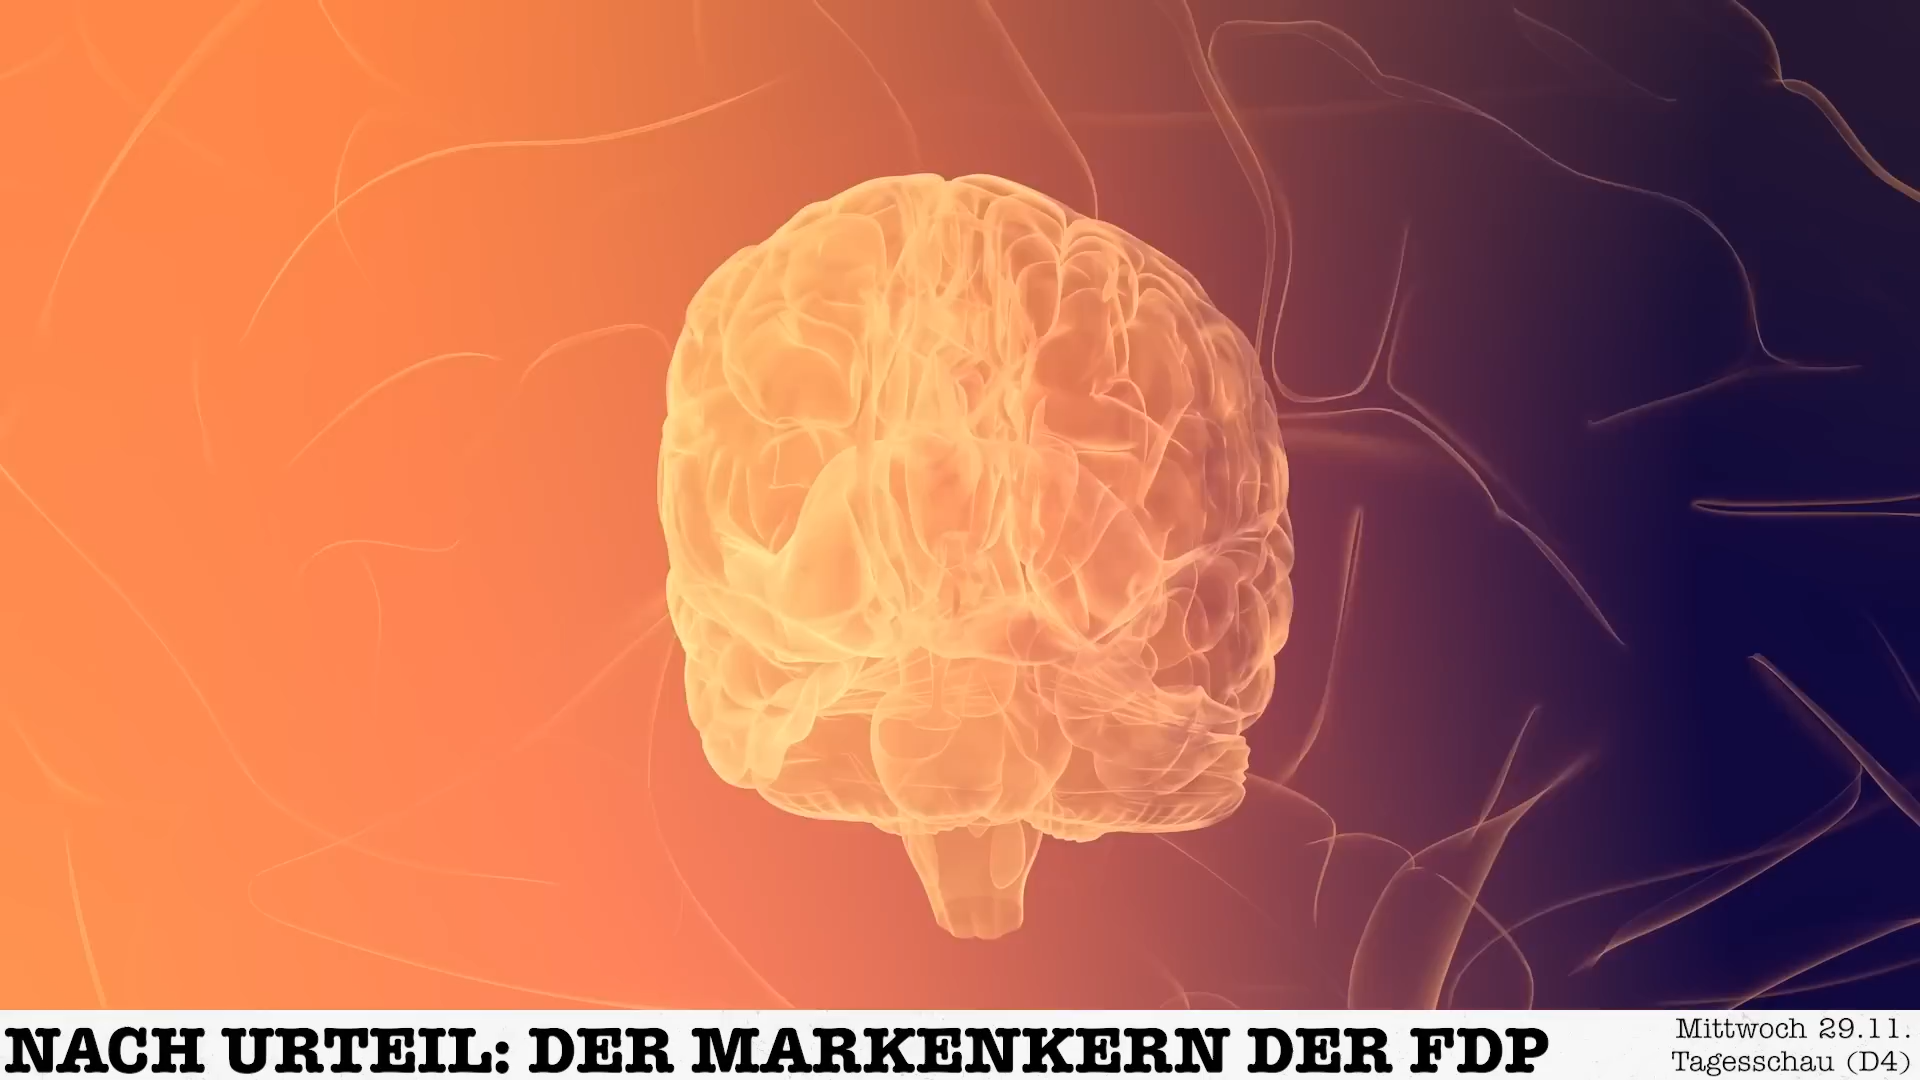 NACH URTEIL: DER MARKENKERN DER FDP
Mittwoch 29.11.
Tagesschau (D4)